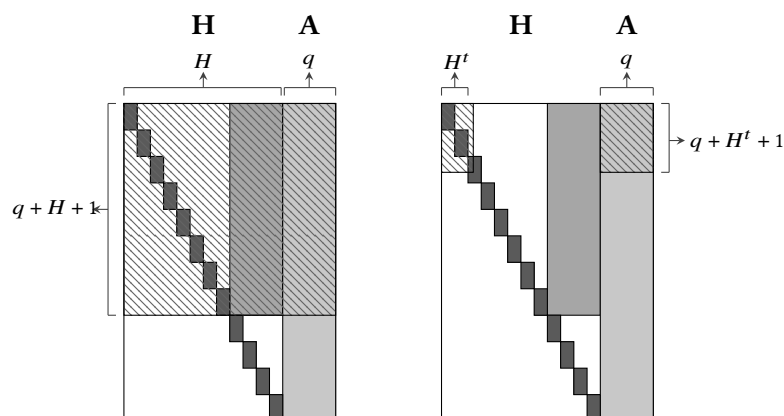 H A
H q
q + H + 1
H A
H^t q
q + H^t + 1